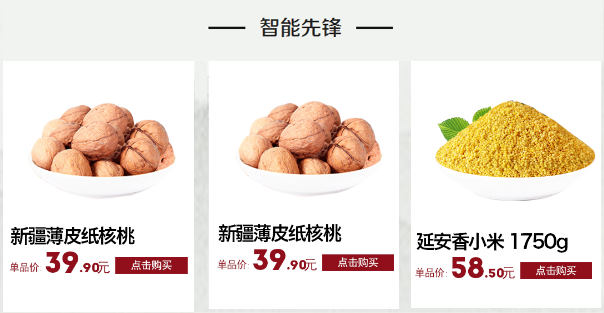 智能先锋
新疆薄皮纸核桃
单品价: 39.90元 点击购买
新疆薄皮纸核桃
单品价: 39.90元 点击购买
延安香小米 1750g
单品价: 58.50元 点击购买